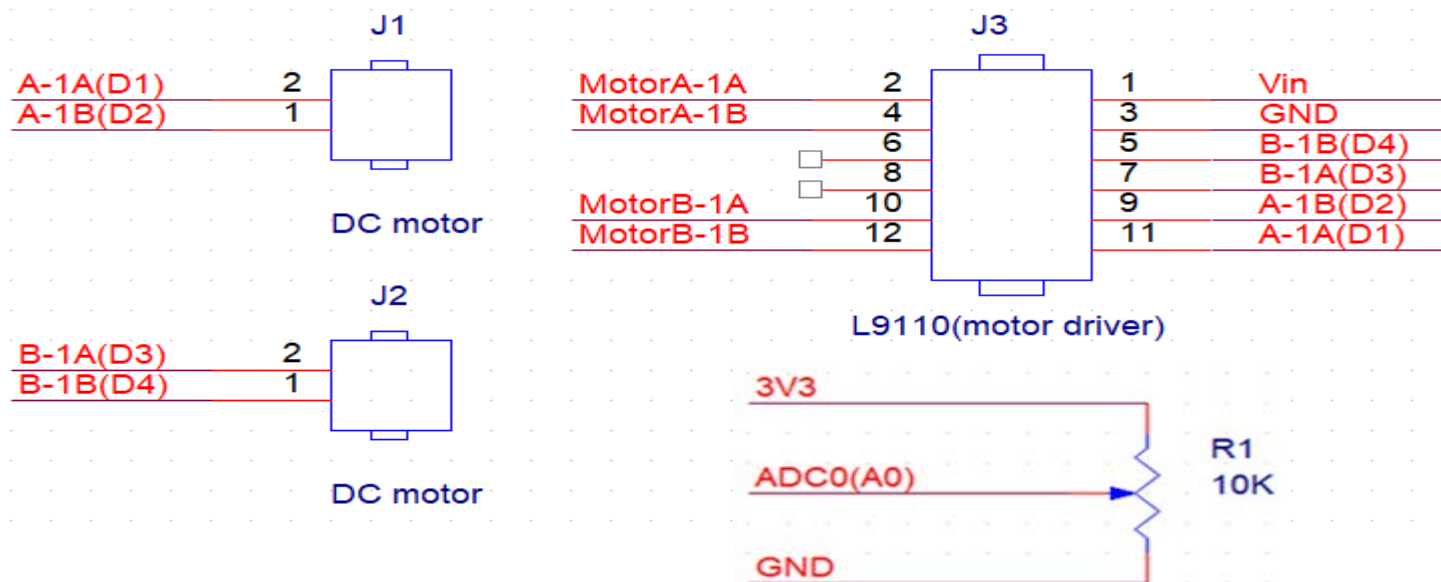 J1
A-1A(D1) 2
A-1B(D2) 1
DC motor
J2
B-1A(D3) 2
B-1B(D4) 1
DC motor
J3
MotorA-1A 2 1 Vin
MotorA-1B 4 3 GND
6 5 B-1B(D4)
8 7 B-1A(D3)
MotorB-1A 10 9 A-1B(D2)
MotorB-1B 12 11 A-1A(D1)
L9110(motor driver)
3V3
R1
ADC0(A0) 10K
GND